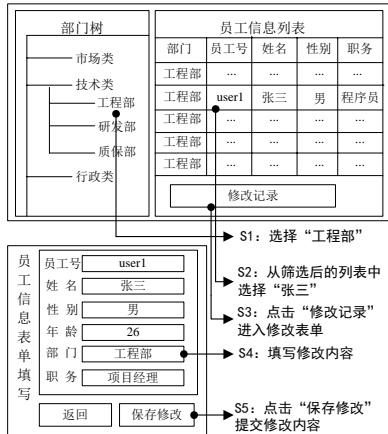 部门树
市场类
技术类
工程部
研发部
质保部
行政类
员工信息列表
部门 员工号 姓名 性别 职务
工程部 ... ... ... ...
工程部 user1 张三 男 程序员
工程部 ... ... ... ...
工程部 ... ... ... ...
工程部 ... ... ... ...
修改记录
S1：选择“工程部”
S2：从筛选后的列表中
选择“张三”
S3：点击“修改记录”
进入修改表单
S4：填写修改内容
S5：点击“保存修改”
提交修改内容
员工信息表单填写
员工号 user1
姓名 张三
性别 男
年龄 26
部门 工程部
职务 项目经理
返回 保存修改